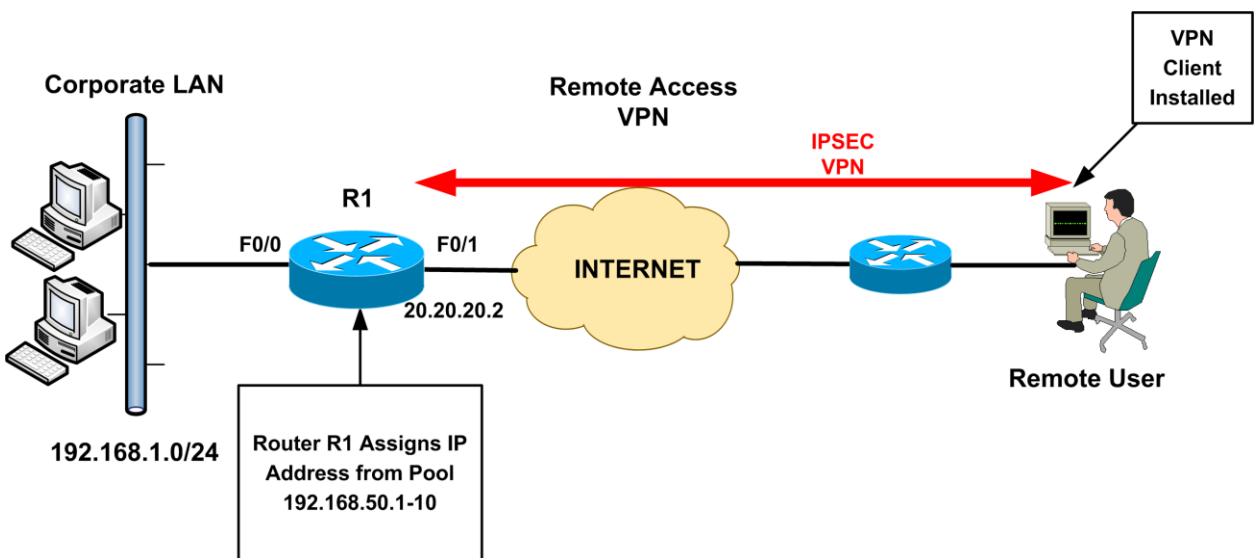 VPN
Client
Installed
Corporate LAN
Remote Access
VPN
IPSEC
VPN
R1
F0/0
F0/1
INTERNET
20.20.20.2
Remote User
192.168.1.0/24
Router R1 Assigns IP
Address from Pool
192.168.50.1-10